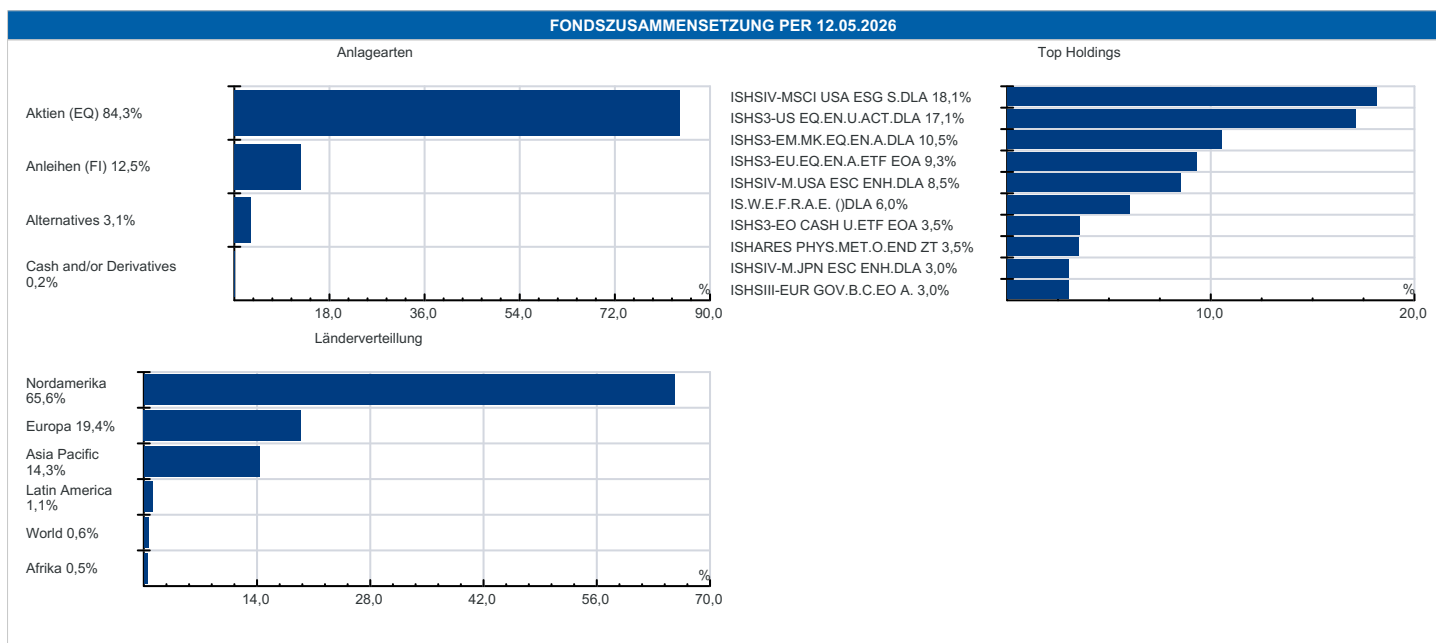 FONDSZUSAMMENSETZUNG PER 12.05.2026
Anlagearten
Aktien (EQ) 84,3%
Anleihen (FI) 12,5%
Alternatives 3,1%
Cash and/or Derivatives
0,2%
%
18,0 36,0 54,0 72,0 90,0
Top Holdings
ISHSIV-MSCI USA ESG S.DLA 18,1%
ISHS3-US EQ.EN.U.ACT.DLA 17,1%
ISHS3-EM.MK.EQ.EN.A.DLA 10,5%
ISHS3-EU.EQ.EN.A.ETF EOA 9,3%
ISHSIV-M.USA ESC ENH.DLA 8,5%
IS.W.E.F.R.A.E. ()DLA 6,0%
ISHS3-EO CASH U.ETF EOA 3,5%
ISHARES PHYS.MET.O.END ZT 3,5%
ISHSIV-M.JPN ESC ENH.DLA 3,0%
ISHSIII-EUR GOV.B.C.EO A. 3,0%
%
10,0 20,0
Länderverteillung
Nordamerika
65,6%
Europa 19,4%
Asia Pacific
14,3%
Latin America
1,1%
World 0,6%
Afrika 0,5%
%
14,0 28,0 42,0 56,0 70,0